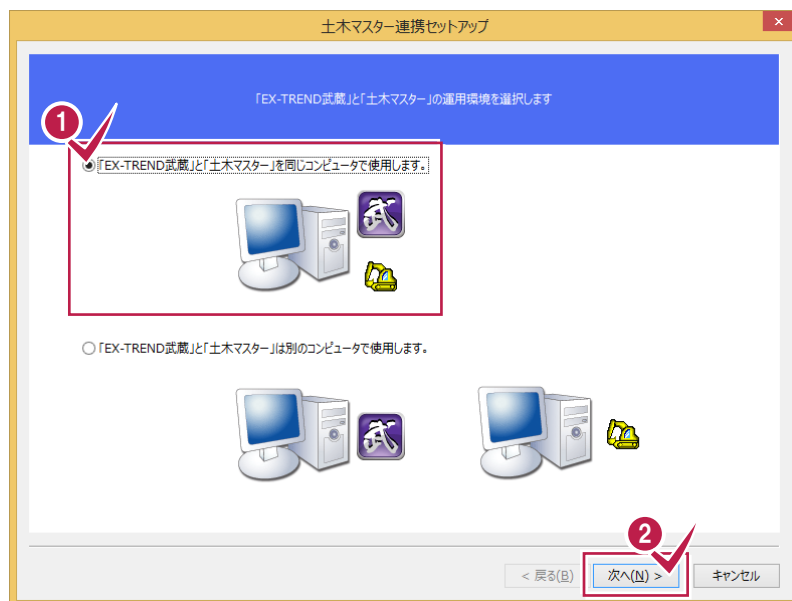 土木マスター連携セットアップ
×
「EX-TREND武蔵」と「土木マスター」の運用環境を選択します
1
「EX-TREND武蔵」と「土木マスター」を同じコンピュータで使用します。
武
「EX-TREND武蔵」と「土木マスター」は別のコンピュータで使用します。
武
2
< 戻る(B)
次へ(N) >
キャンセル